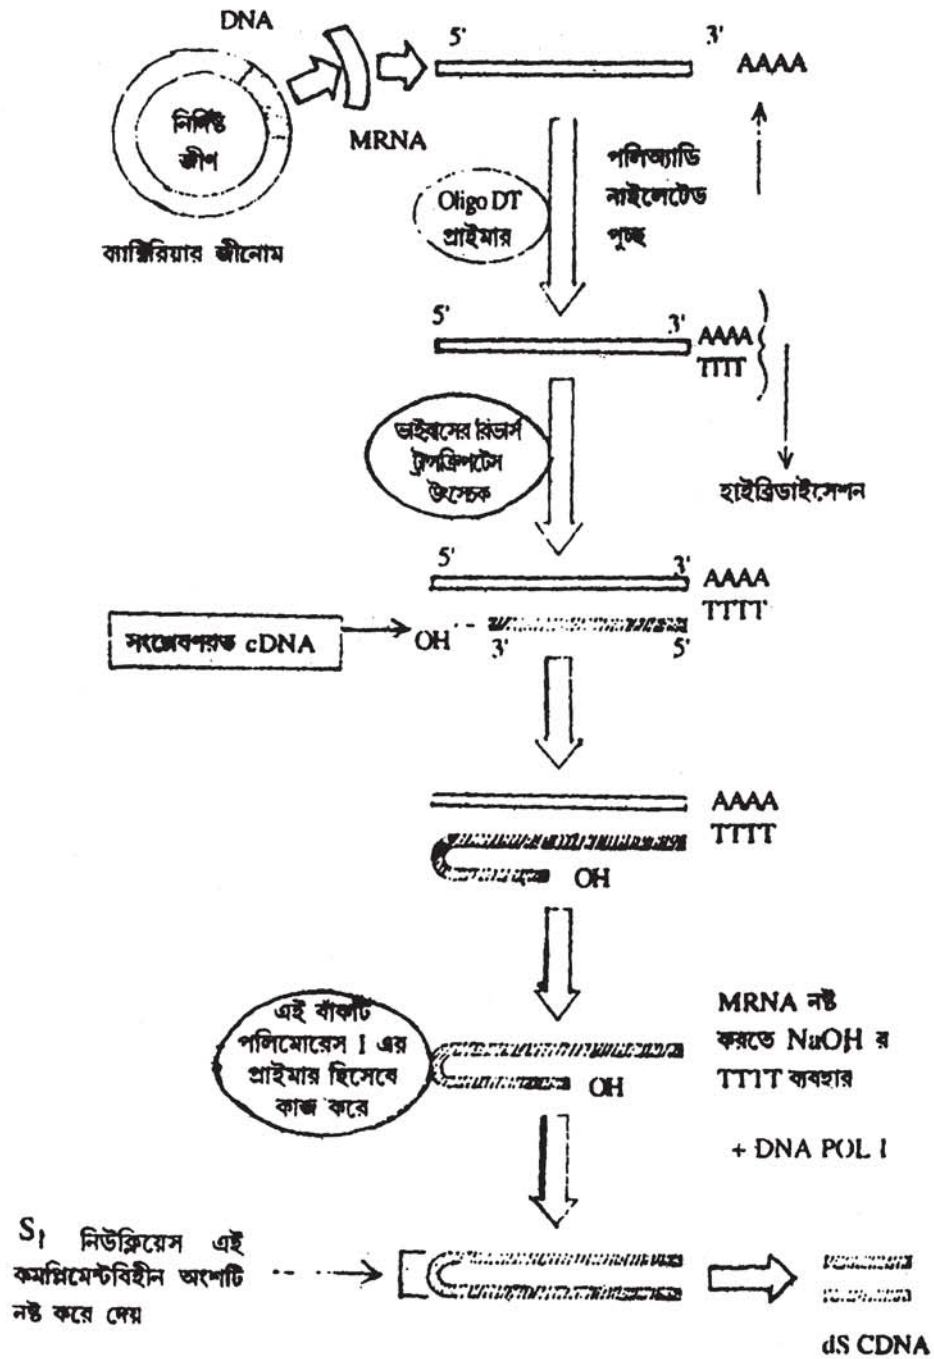 DNA
5'
3'
AAAA
নির্দিষ্ট
জীণ
MRNA
ব্যাক্টিরিয়ার জীনোম
Oligo DT
প্রাইমার
পলিঅ্যাডি
নাইলেটেড
পুচ্ছ
5'
3'
AAAA
TTTT
ভাইরাসের রিভার্স
ট্রান্সক্রিপটেস
উৎসেচক
হাইব্রিডাইসেশন
5'
3'
AAAA
TTTT
সংশ্লেষণরত cDNA
OH
3'
5'
AAAA
TTTT
OH
এই বাঁকটি
পলিমোরেস I এর
প্রাইমার হিসেবে
কাজ করে
OH
MRNA নষ্ট
করতে NaOH র
TTTT ব্যবহার
+ DNA POL I
S1 নিউক্লিয়েস এই
কমপ্লিমেন্টবিহীন অংশটি
নষ্ট করে দেয়
dS CDNA